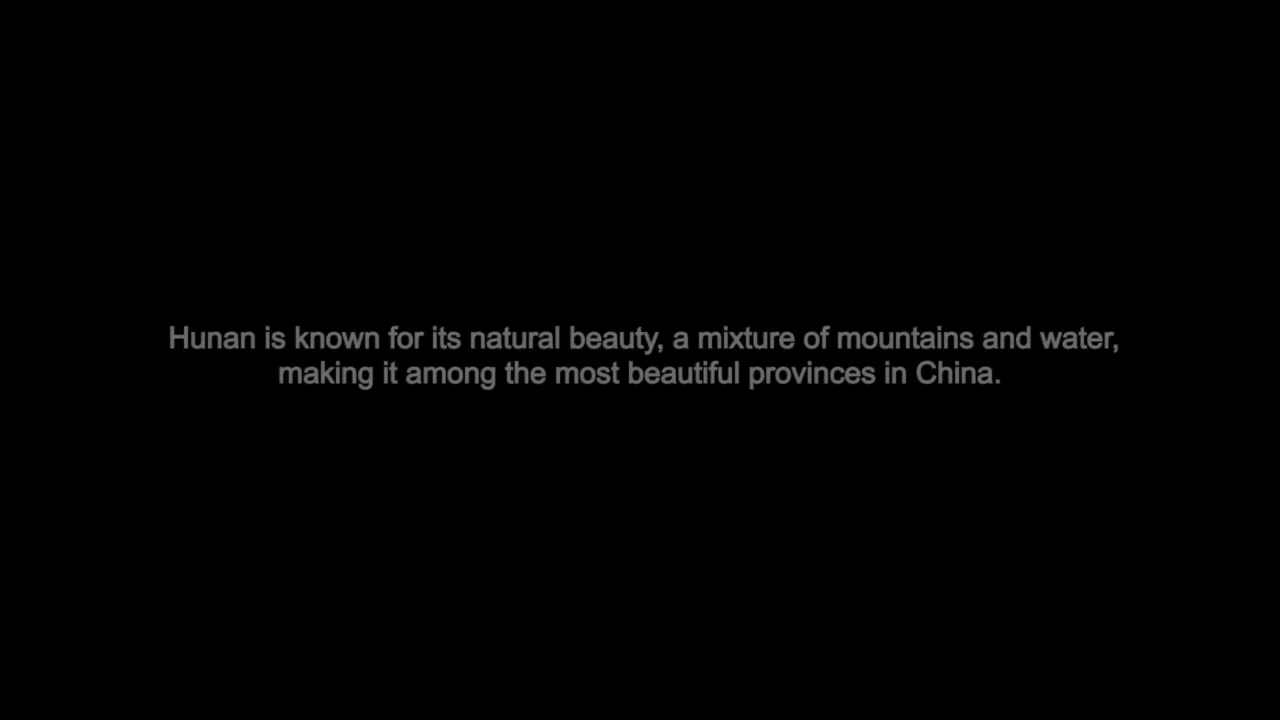 Hunan is known for its natural beauty, a mixture of mountains and water,
making it among the most beautiful provinces in China.